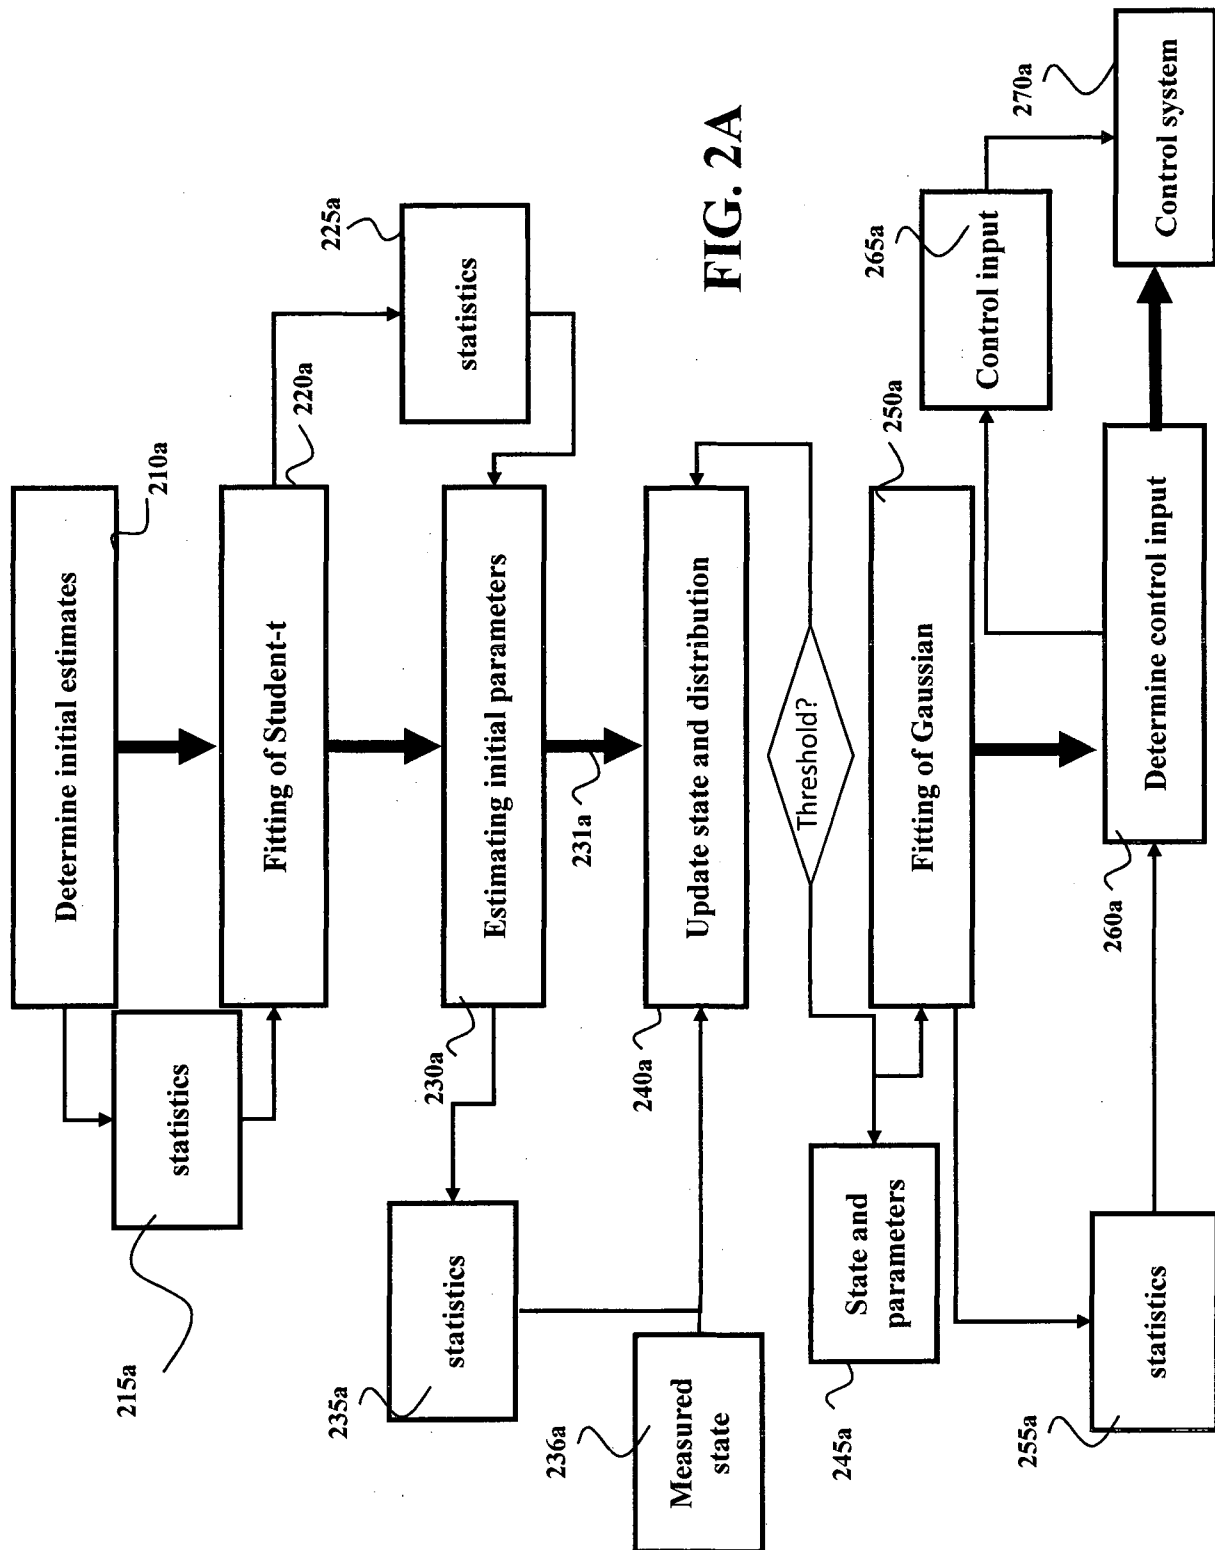 Determine initial estimates
210a
statistics
215a
Fitting of Student-t
220a
statistics
225a
Estimating initial parameters
230a
231a
statistics
235a
Measured
state
236a
Update state and distribution
240a
Threshold?
State and
parameters
245a
Fitting of Gaussian
250a
statistics
255a
Determine control input
260a
Control input
265a
Control system
270a
FIG. 2A